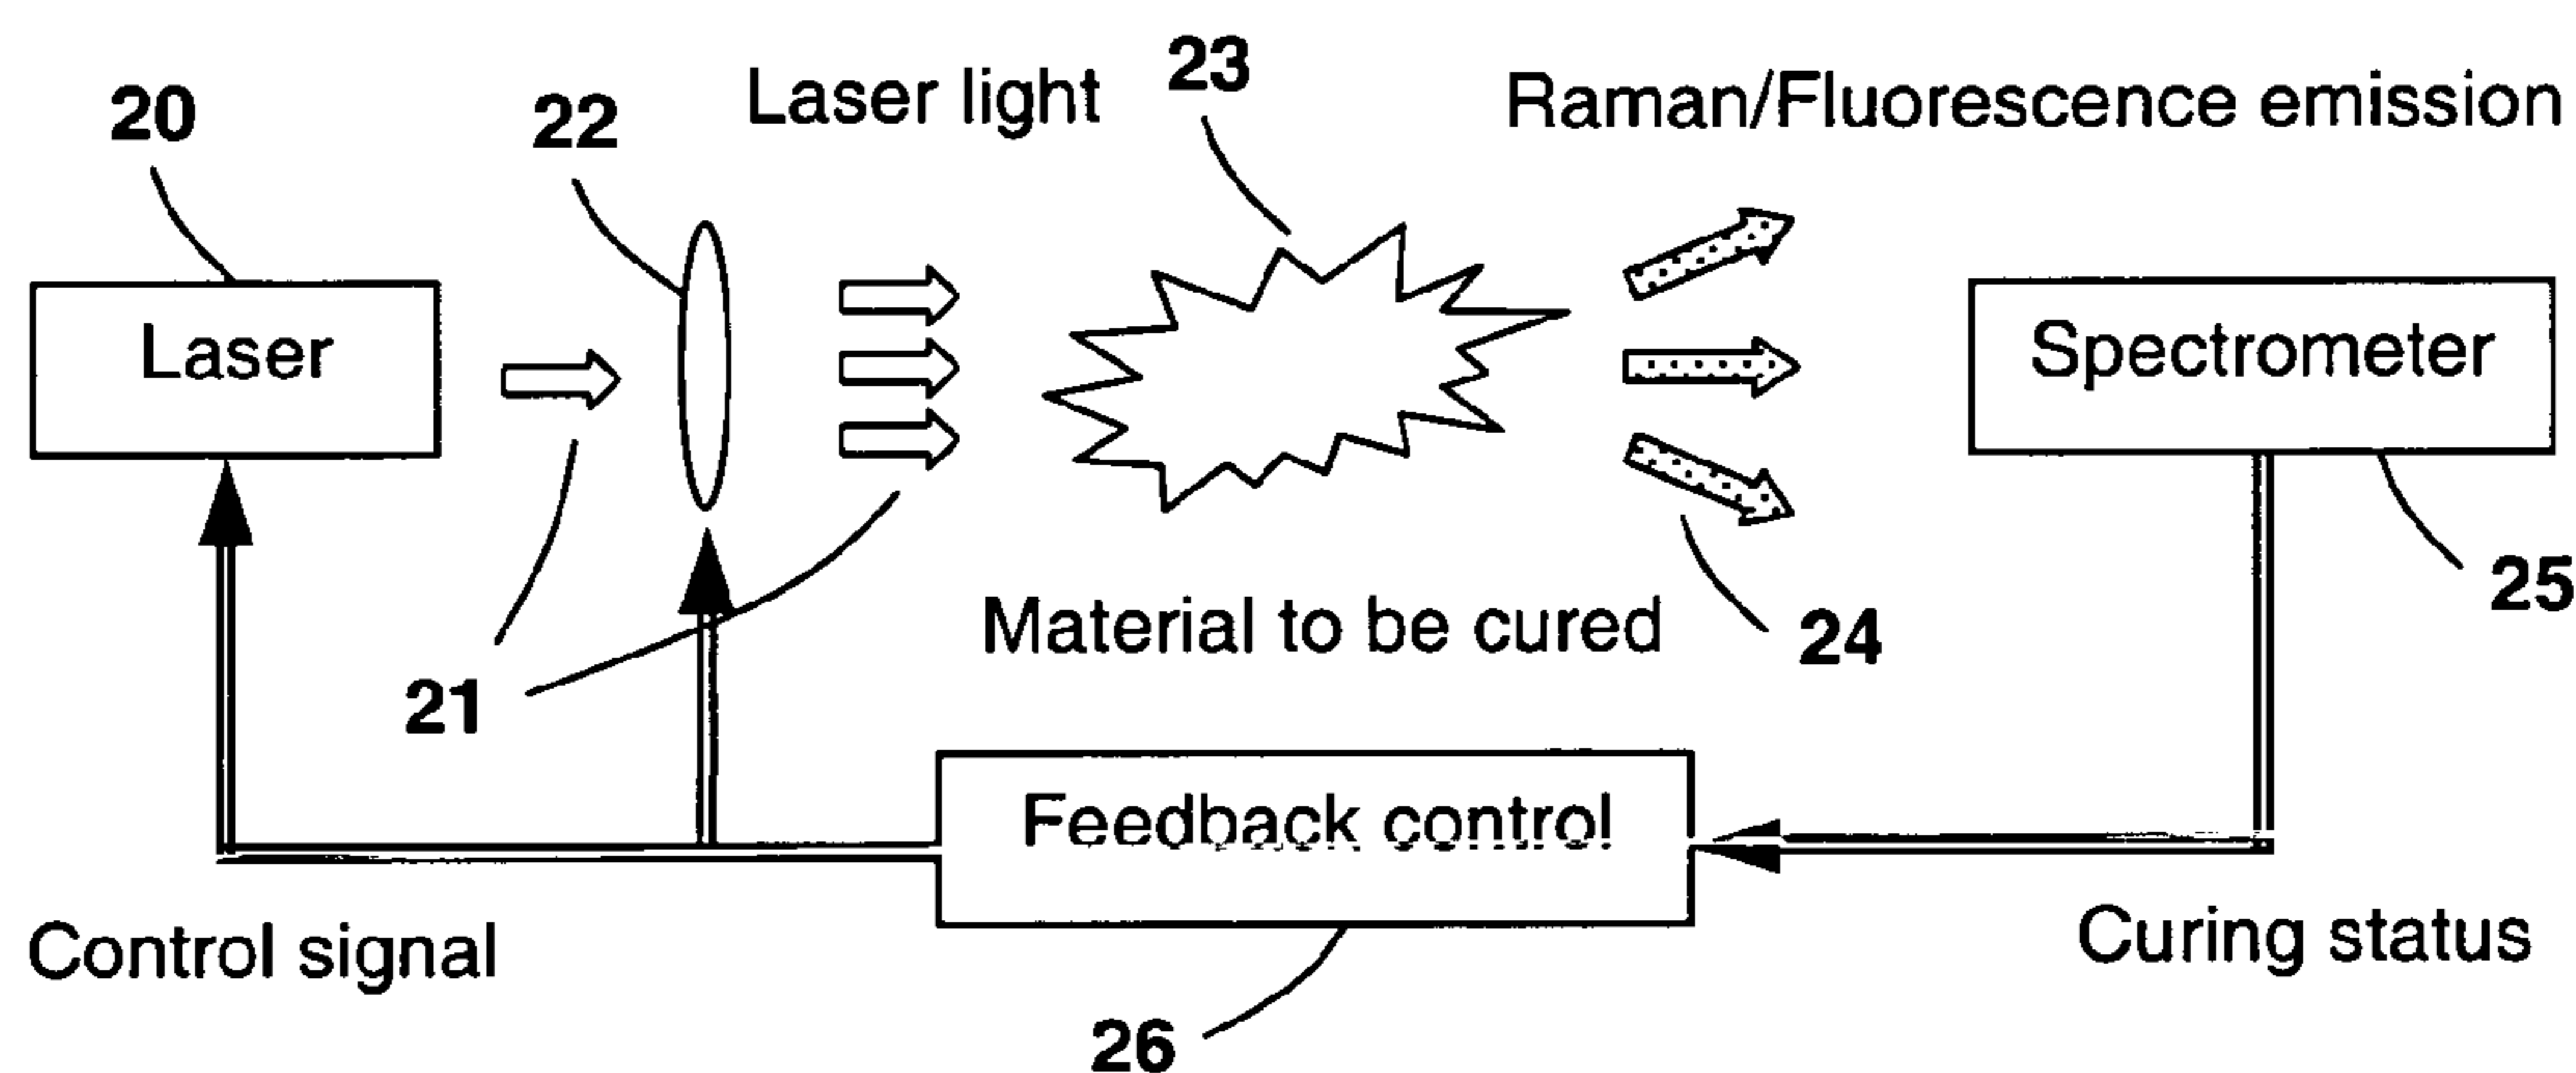 20
22
Laser light
23
Raman/Fluorescence emission
Laser
Spectrometer
21
Material to be cured
24
25
Feedback control
Control signal
Curing status
26